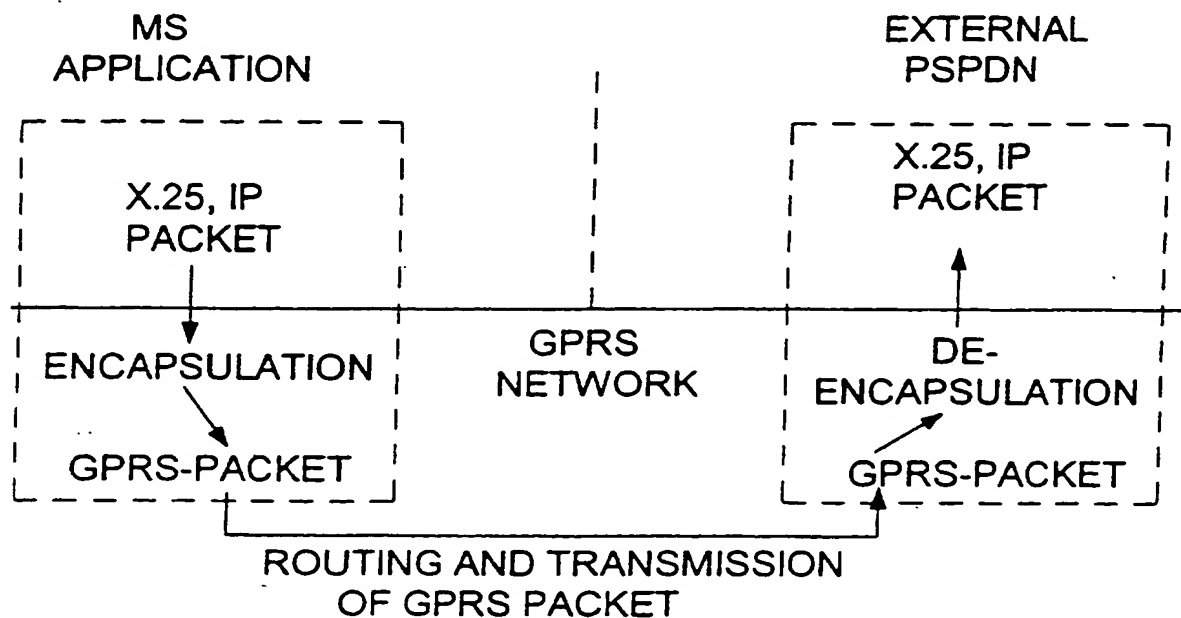 MS
APPLICATION
EXTERNAL
PSPDN
X.25, IP
PACKET
X.25, IP
PACKET
ENCAPSULATION
GPRS-PACKET
GPRS
NETWORK
DE-
ENCAPSULATION
GPRS-PACKET
ROUTING AND TRANSMISSION
OF GPRS PACKET